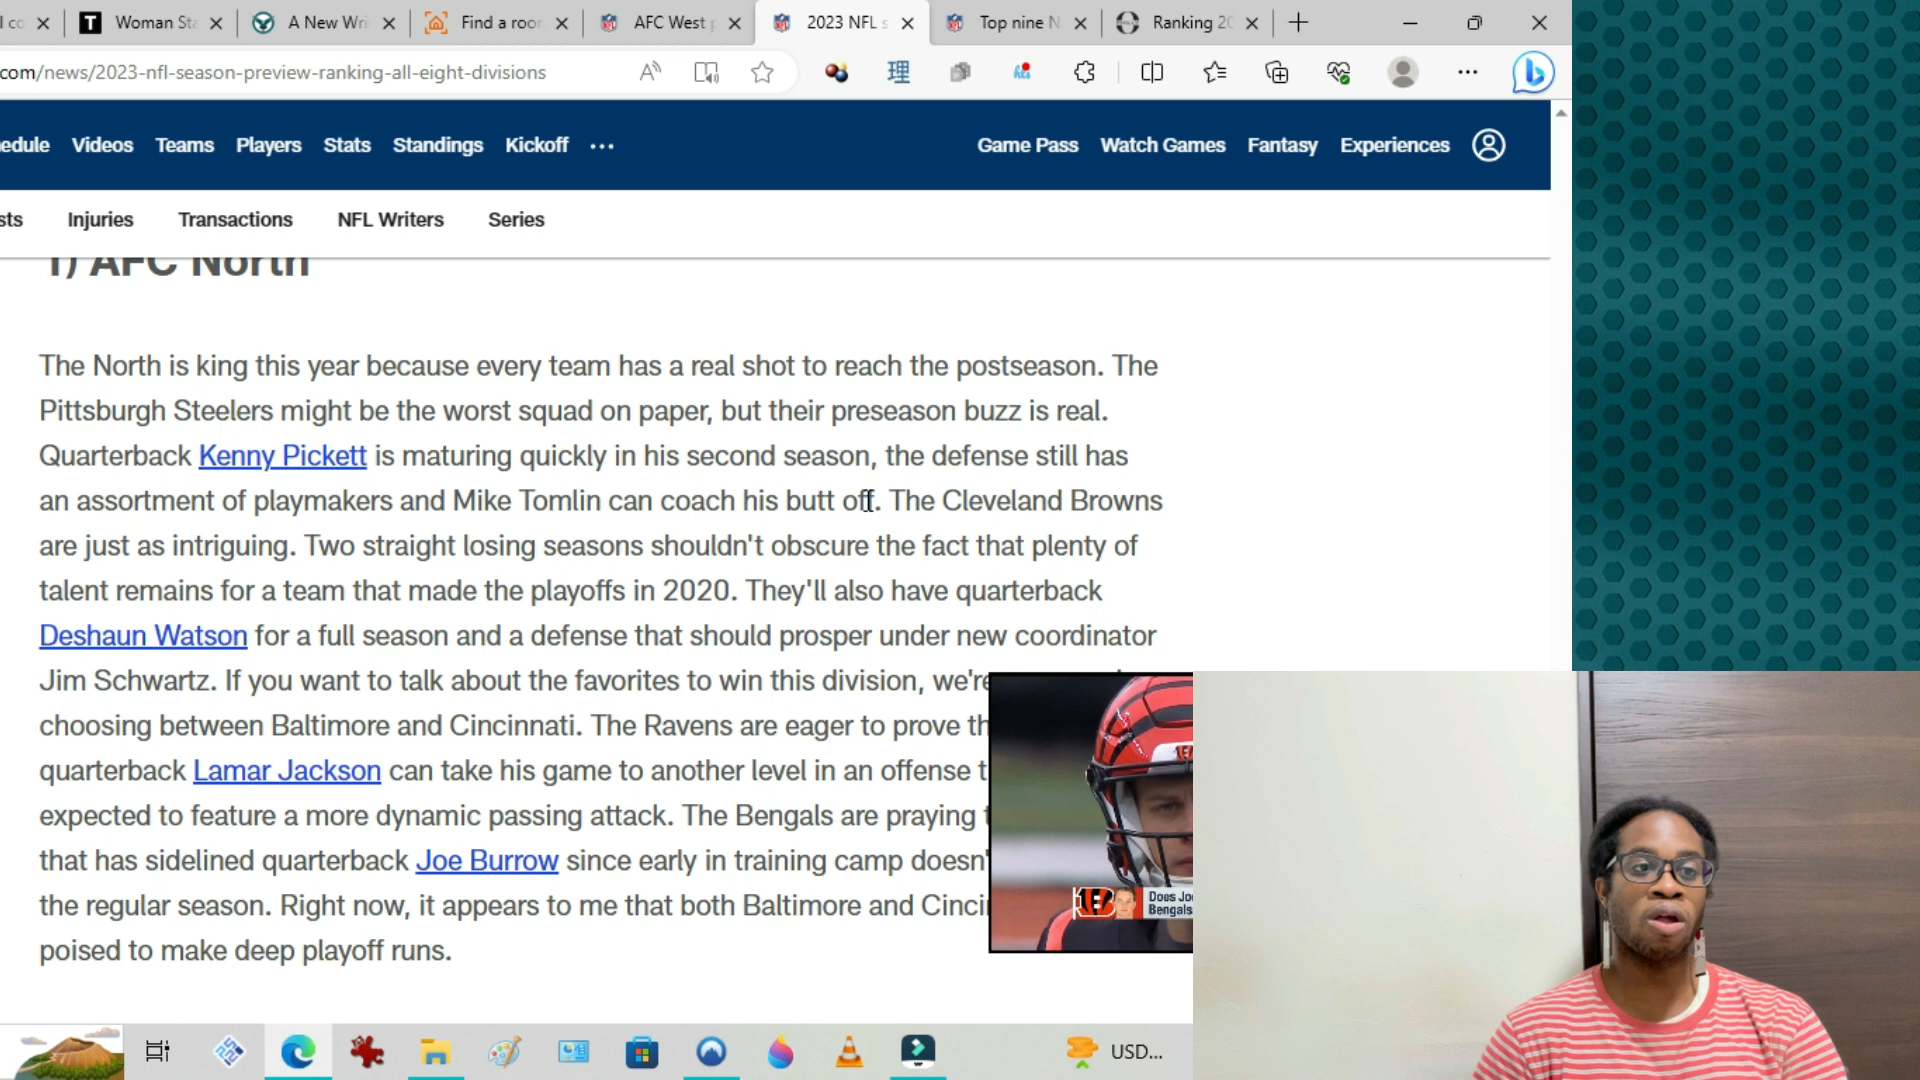 Woman Sta
A New Wri
Find a roo
AFC West p
2023 NFL s
Top nine N
Ranking 20
com/news/2023-nfl-season-preview-ranking-all-eight-divisions
理
edule Videos Teams Players Stats Standings Kickoff ... Game Pass Watch Games Fantasy Experiences
sts Injuries Transactions NFL Writers Series
1) AFC North
The North is king this year because every team has a real shot to reach the postseason. The
Pittsburgh Steelers might be the worst squad on paper, but their preseason buzz is real.
Quarterback Kenny Pickett is maturing quickly in his second season, the defense still has
an assortment of playmakers and Mike Tomlin can coach his butt off. The Cleveland Browns
are just as intriguing. Two straight losing seasons shouldn't obscure the fact that plenty of
talent remains for a team that made the playoffs in 2020. They'll also have quarterback
Deshaun Watson for a full season and a defense that should prosper under new coordinator
Jim Schwartz. If you want to talk about the favorites to win this division, we're
choosing between Baltimore and Cincinnati. The Ravens are eager to prove th
quarterback Lamar Jackson can take his game to another level in an offense t
expected to feature a more dynamic passing attack. The Bengals are praying t
that has sidelined quarterback Joe Burrow since early in training camp doesn'
the regular season. Right now, it appears to me that both Baltimore and Cinci
poised to make deep playoff runs.
Does Jo
Bengals
USD...